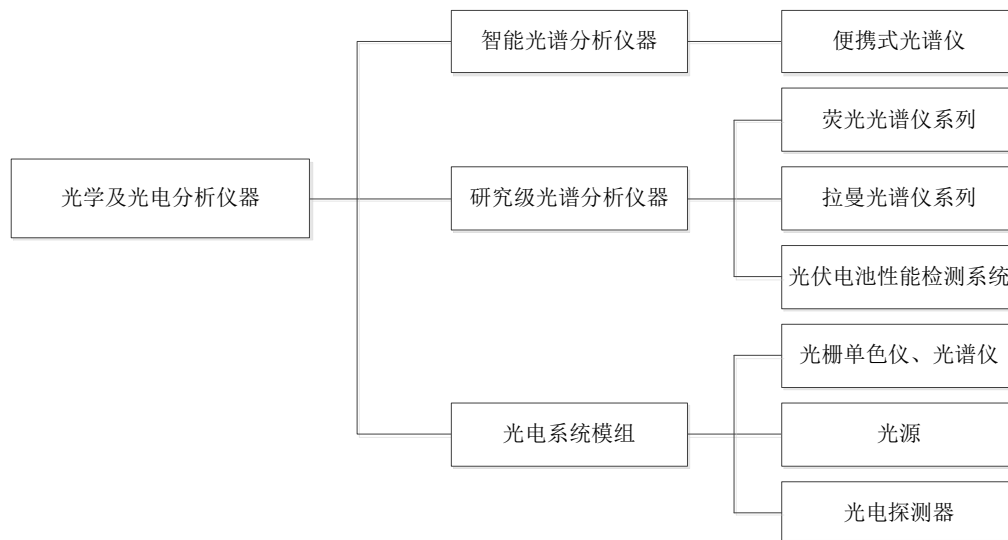 光学及光电分析仪器
智能光谱分析仪器
便携式光谱仪
研究级光谱分析仪器
荧光光谱仪系列
拉曼光谱仪系列
光伏电池性能检测系统
光电系统模组
光栅单色仪、光谱仪
光源
光电探测器